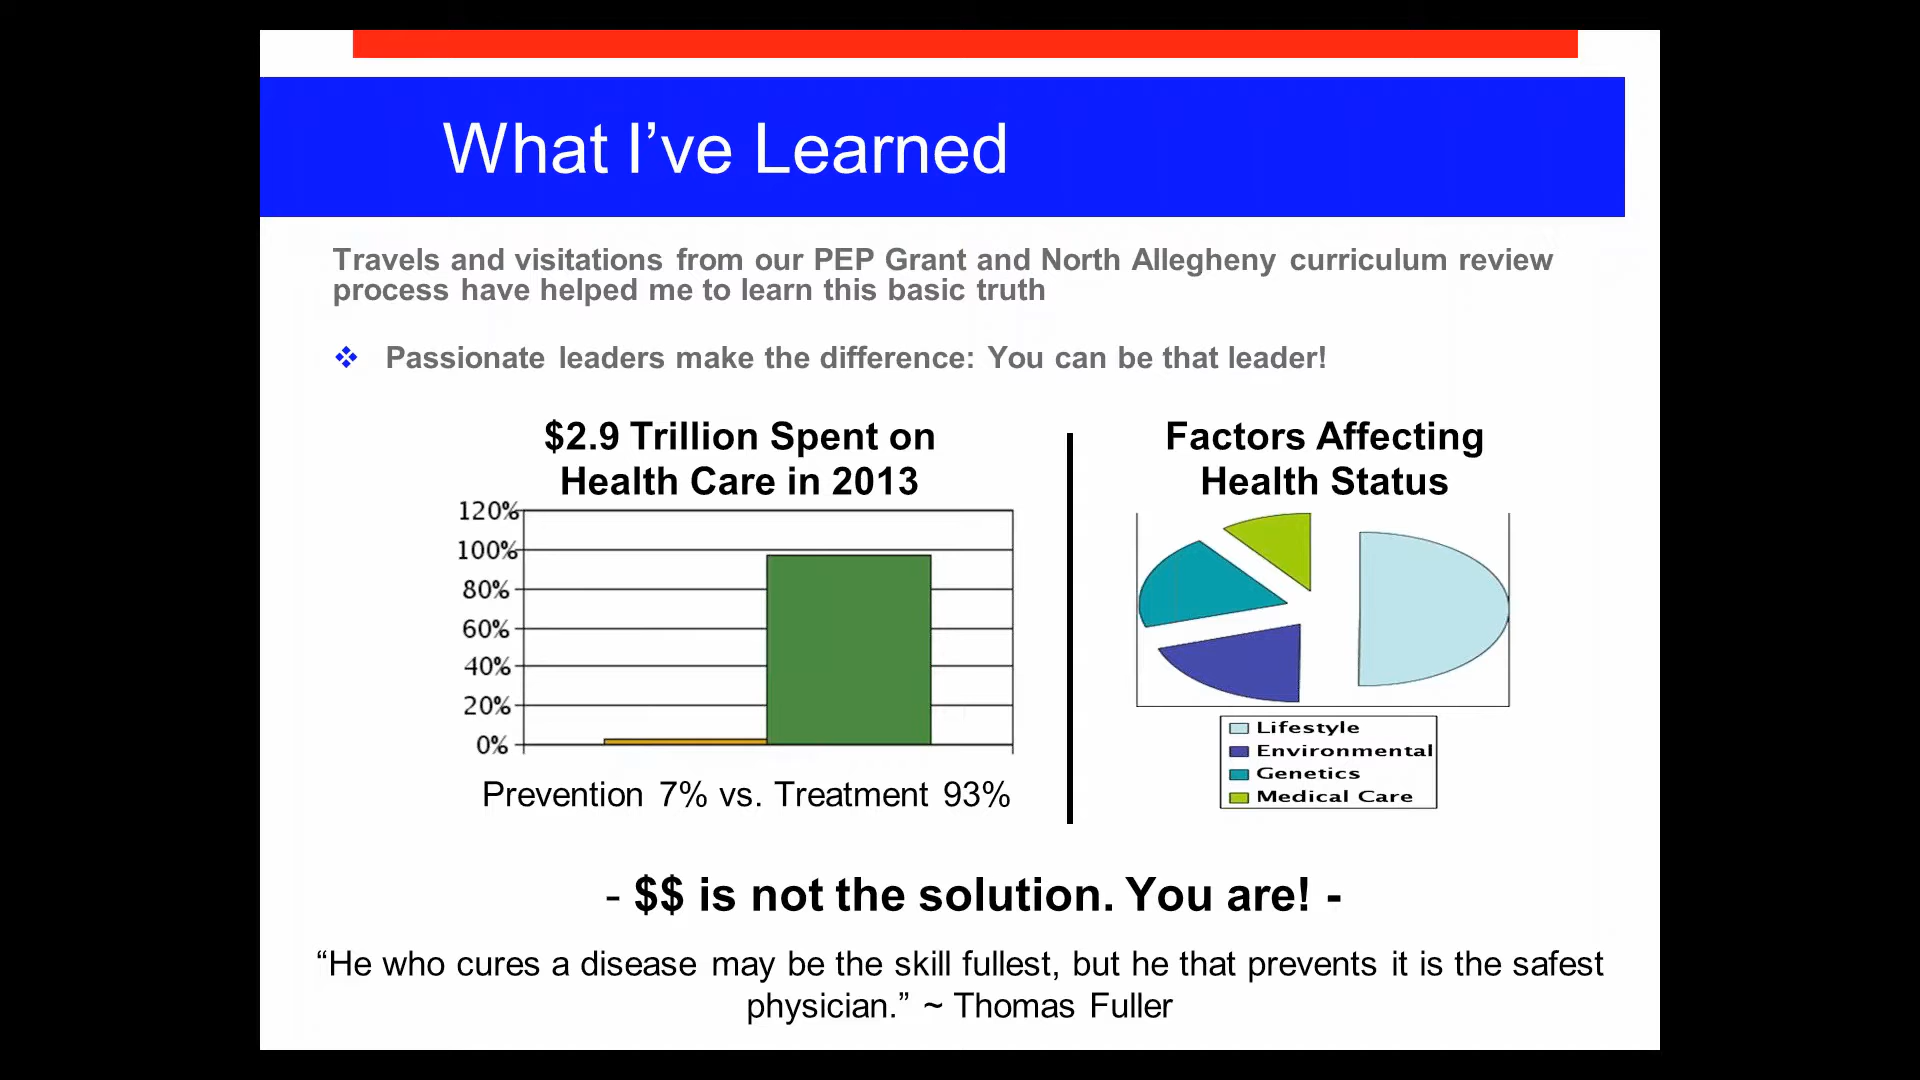 What I’ve Learned
Travels and visitations from our PEP Grant and North Allegheny curriculum review
process have helped me to learn this basic truth
❖ Passionate leaders make the difference: You can be that leader!
$2.9 Trillion Spent on
Health Care in 2013
120%
100%
80%
60%
40%
20%
0%
Prevention 7% vs. Treatment 93%
Factors Affecting
Health Status
Lifestyle
Environmental
Genetics
Medical Care
- $$ is not the solution. You are! -
“He who cures a disease may be the skill fullest, but he that prevents it is the safest
physician.” ~ Thomas Fuller